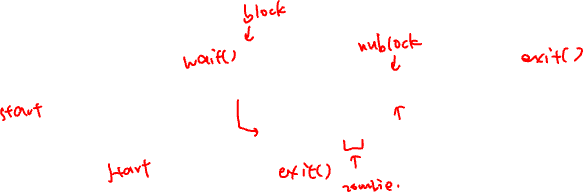 block
wait()
unblock
exit()
start
start
exit()
zombie.